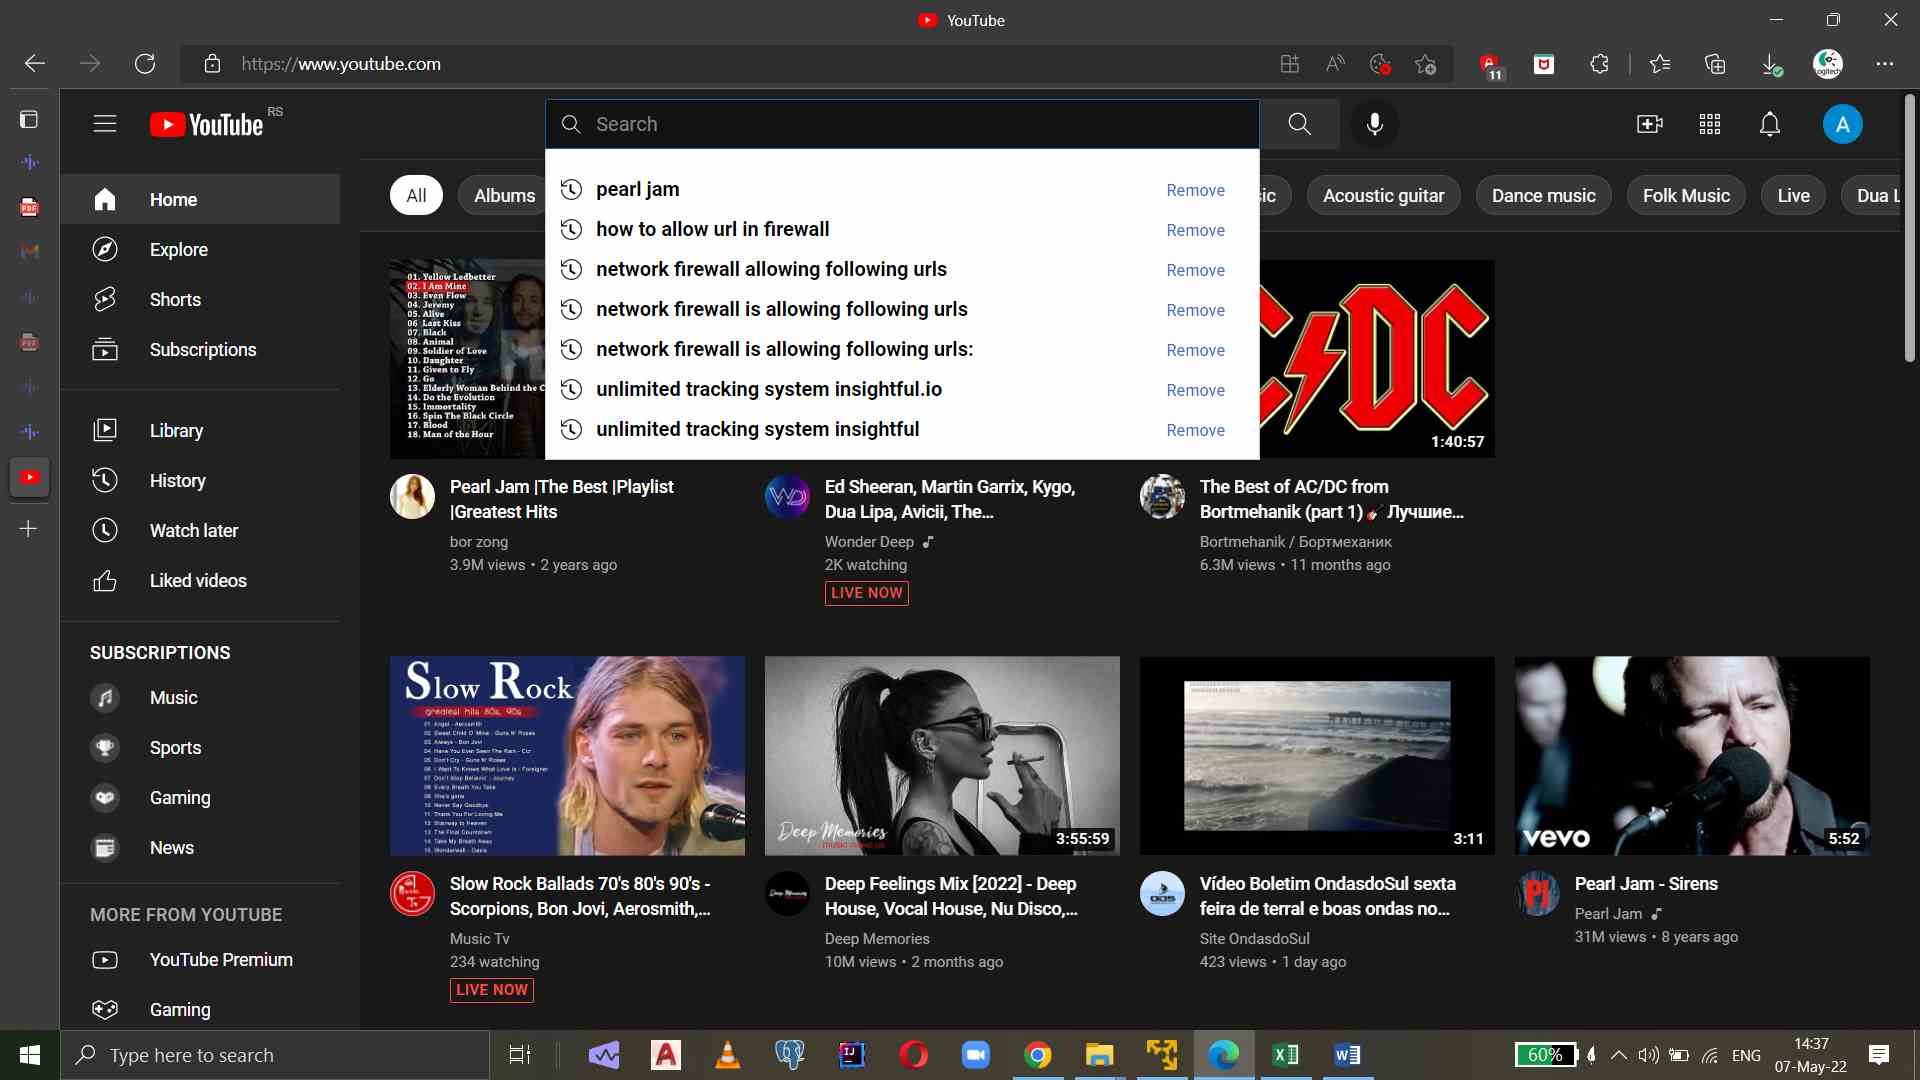 YouTube
https://www.youtube.com
11
YouTube RS
Search
pearl jam Remove
how to allow url in firewall Remove
network firewall allowing following urls Remove
network firewall is allowing following urls Remove
network firewall is allowing following urls: Remove
unlimited tracking system insightful.io Remove
unlimited tracking system insightful Remove
A
All
Albums
ic
Acoustic guitar
Dance music
Folk Music
Live
Dua L
Home
Explore
Shorts
Subscriptions
Library
History
Watch later
Liked videos
SUBSCRIPTIONS
Music
Sports
Gaming
News
MORE FROM YOUTUBE
YouTube Premium
Gaming
01. Yellow Ledbetter
02. I Am Mine
03. Even Flow
04. Jeremy
05. Alive
06. Last Kiss
07. Black
08. Animal
09. Soldier of Love
10. Daughter
11. Given to Fly
12. Go
13. Elderly Woman Behind the C
14. Do the Evolution
15. Immortality
16. Spin The Black Circle
17. Blood
18. Man of the Hour
Pearl Jam |The Best |Playlist
|Greatest Hits
bor zong
3.9M views • 2 years ago
WD
Ed Sheeran, Martin Garrix, Kygo,
Dua Lipa, Avicii, The...
Wonder Deep
2K watching
LIVE NOW
DC
1:40:57
The Best of AC/DC from
Bortmehanik (part 1)🎸 Лучшие...
Bortmehanik / Бортмеханик
6.3M views • 11 months ago
Slow Rock
greatest hits 80s, 90s
Slow Rock Ballads 70's 80's 90's -
Scorpions, Bon Jovi, Aerosmith,...
Music Tv
234 watching
LIVE NOW
Deep Memories
3:55:59
Deep Feelings Mix [2022] - Deep
House, Vocal House, Nu Disco,...
Deep Memories
10M views • 2 months ago
3:11
Vídeo Boletim OndasdoSul sexta
feira de terral e boas ondas no...
Site OndasdoSul
423 views • 1 day ago
vevo
5:52
PJ
Pearl Jam - Sirens
Pearl Jam
31M views • 8 years ago
Type here to search
60%
ENG
14:37
07-May-22